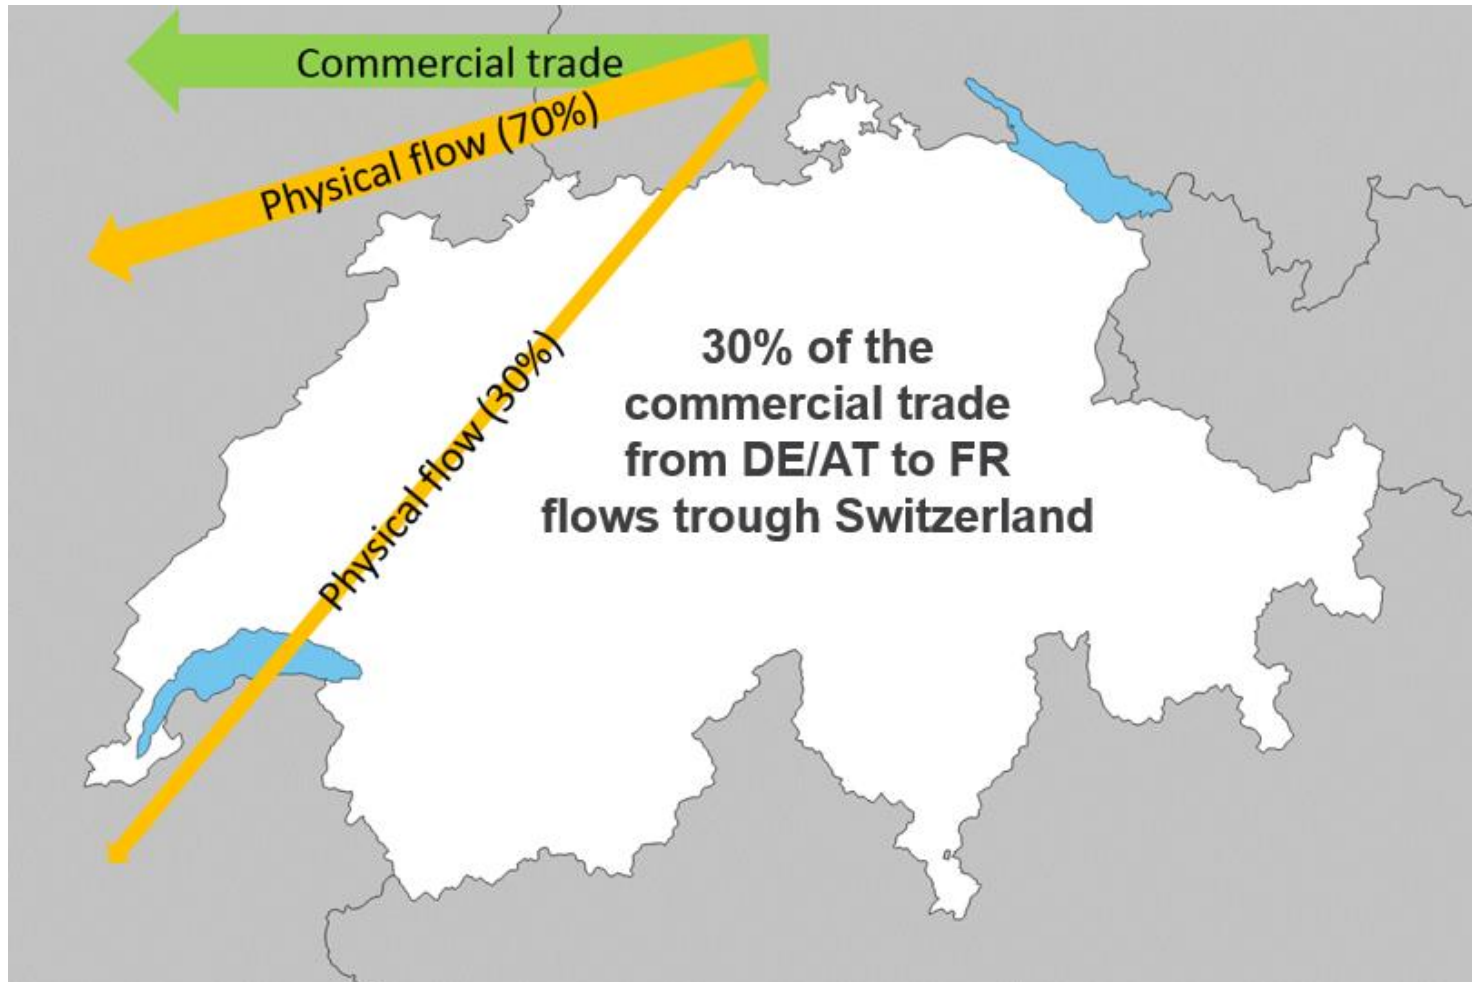 Commercial trade
Physical flow (70%)
Physical flow (30%)
30% of the
commercial trade
from DE/AT to FR
flows trough Switzerland